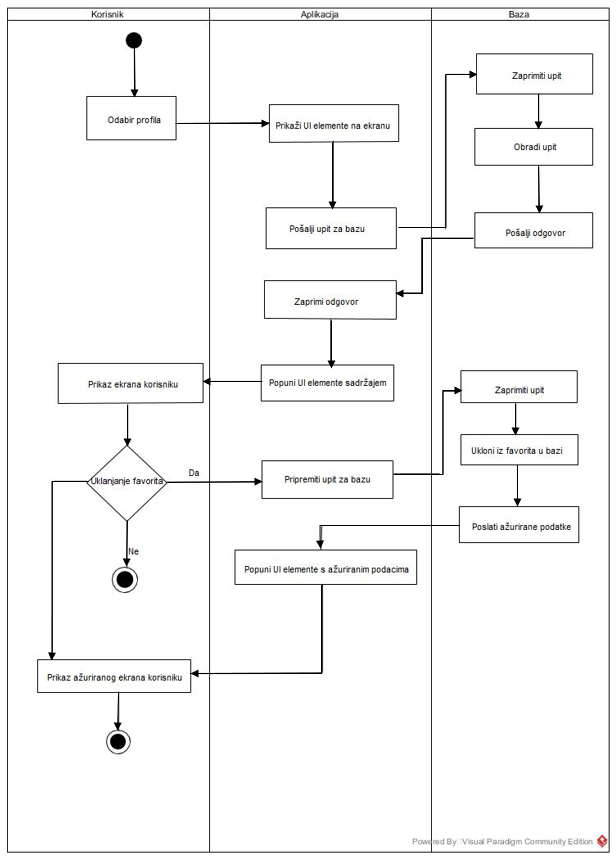 Korisnik
Aplikacija
Baza
Odabir profila
Prikaži UI elemente na ekranu
Zaprimiti upit
Obradi upit
Pošalji upit za bazu
Pošalji odgovor
Zaprimi odgovor
Prikaz ekrana korisniku
Popuni UI elemente sadržajem
Zaprimiti upit
Uklanjanje favorita
Da
Pripremiti upit za bazu
Ukloni iz favorita u bazi
Poslati ažurirane podatke
Ne
Popuni UI elemente s ažuriranim podacima
Prikaz ažuriranog ekrana korisniku
Powered By Visual Paradigm Community Edition